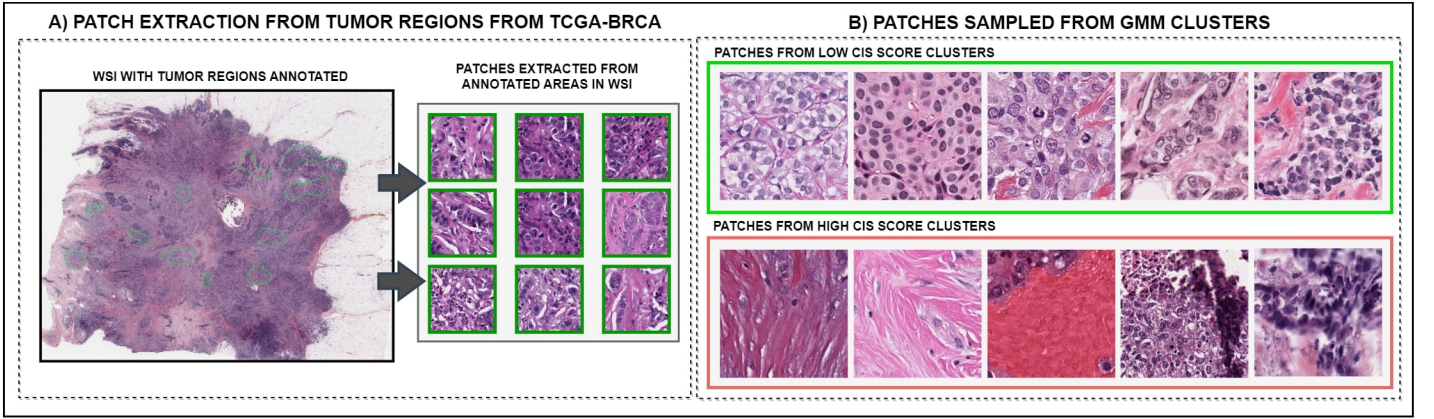 A) PATCH EXTRACTION FROM TUMOR REGIONS FROM TCGA-BRCA
WSI WITH TUMOR REGIONS ANNOTATED
PATCHES EXTRACTED FROM
ANNOTATED AREAS IN WSI
B) PATCHES SAMPLED FROM GMM CLUSTERS
PATCHES FROM LOW CIS SCORE CLUSTERS
PATCHES FROM HIGH CIS SCORE CLUSTERS